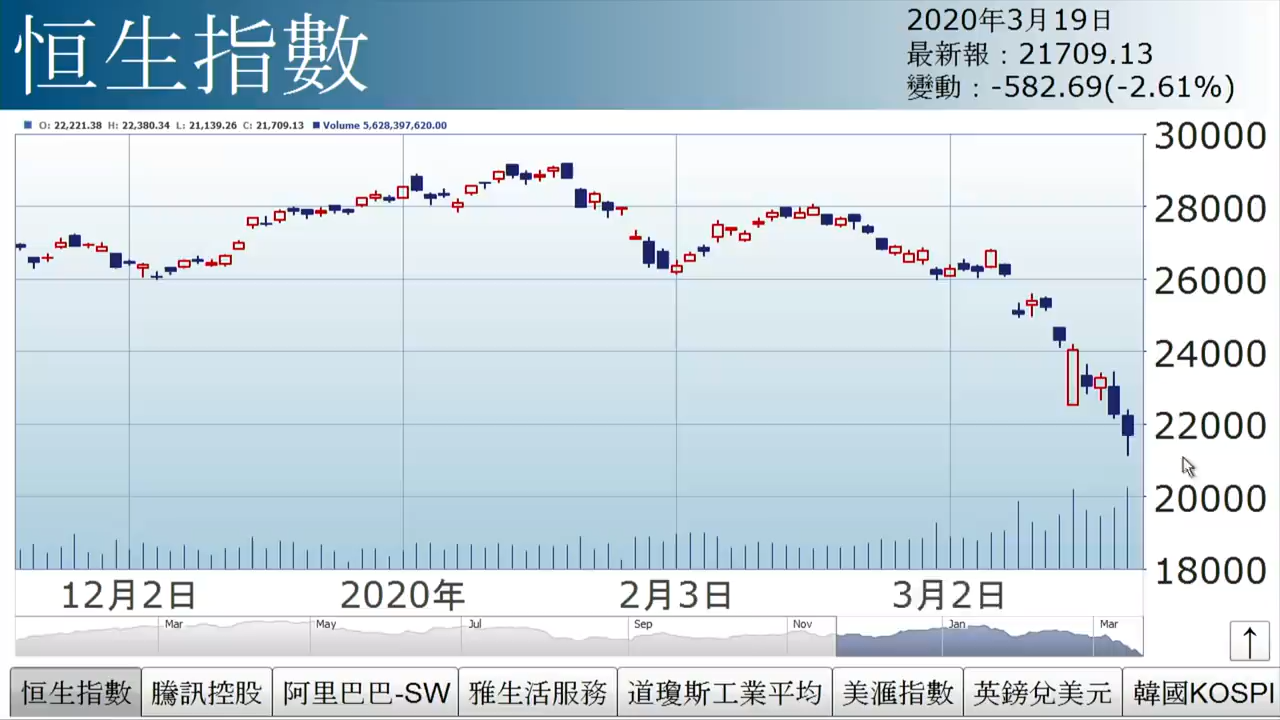 恒生指數
2020年3月19日
最新報：21709.13
變動：-582.69(-2.61%)
O: 22,221.38 H: 22,380.34 L: 21,139.26 C: 21,709.13 Volume 5,628,397,620.00
30000
28000
26000
24000
22000
20000
18000
12月2日 2020年 2月3日 3月2日
Mar May Jul Sep Nov Jan Mar
↑
恒生指數 騰訊控股 阿里巴巴-SW 雅生活服務 道瓊斯工業平均 美滙指數 英鎊兌美元 韓國KOSPI